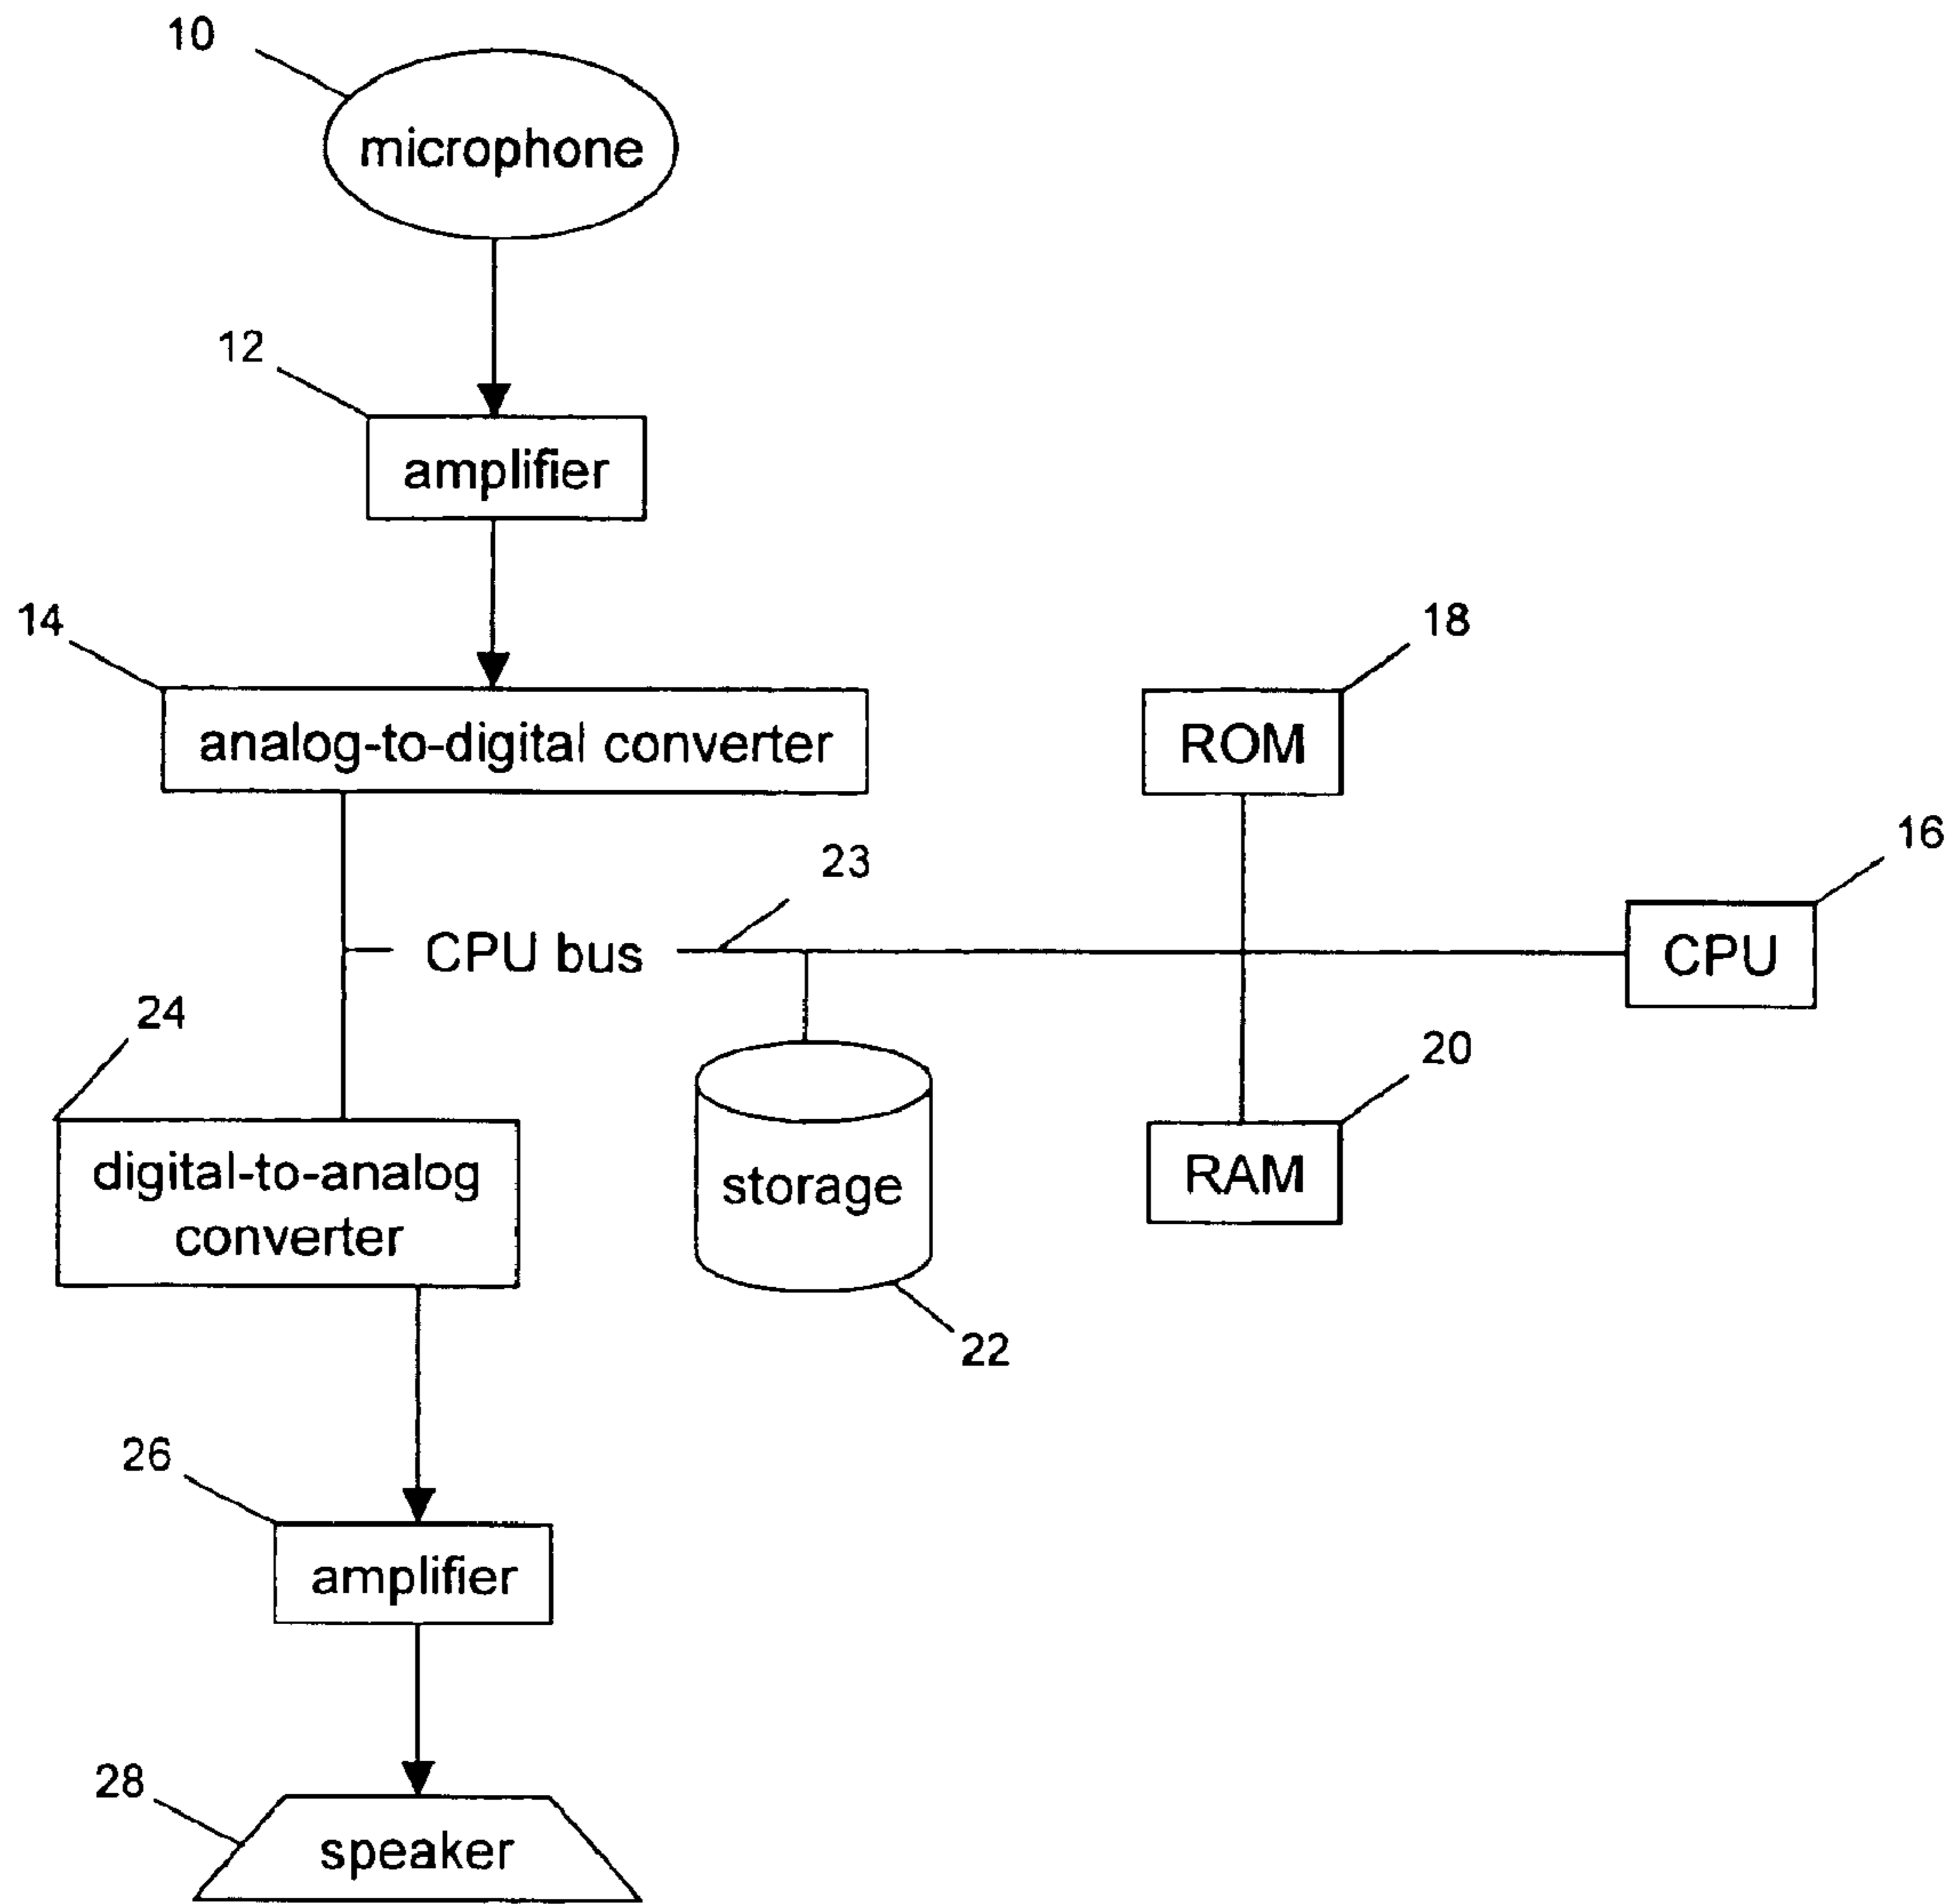 10
microphone
12
amplifier
14
18
analog-to-digital converter
ROM
16
23
CPU bus
CPU
24
20
digital-to-analog
converter
storage
RAM
22
26
amplifier
28
speaker